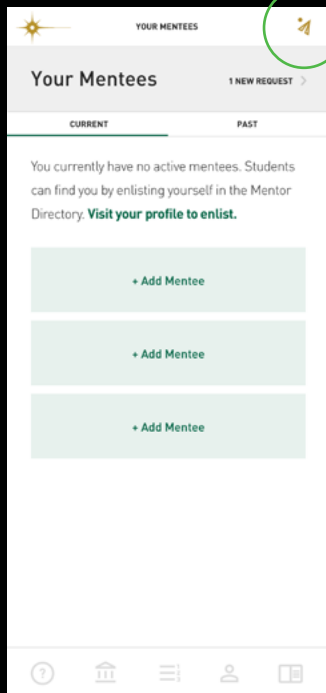 YOUR MENTEES
Your Mentees
1 NEW REQUEST >
CURRENT
PAST
You currently have no active mentees. Students
can find you by enlisting yourself in the Mentor
Directory. Visit your profile to enlist.
+ Add Mentee
+ Add Mentee
+ Add Mentee
?